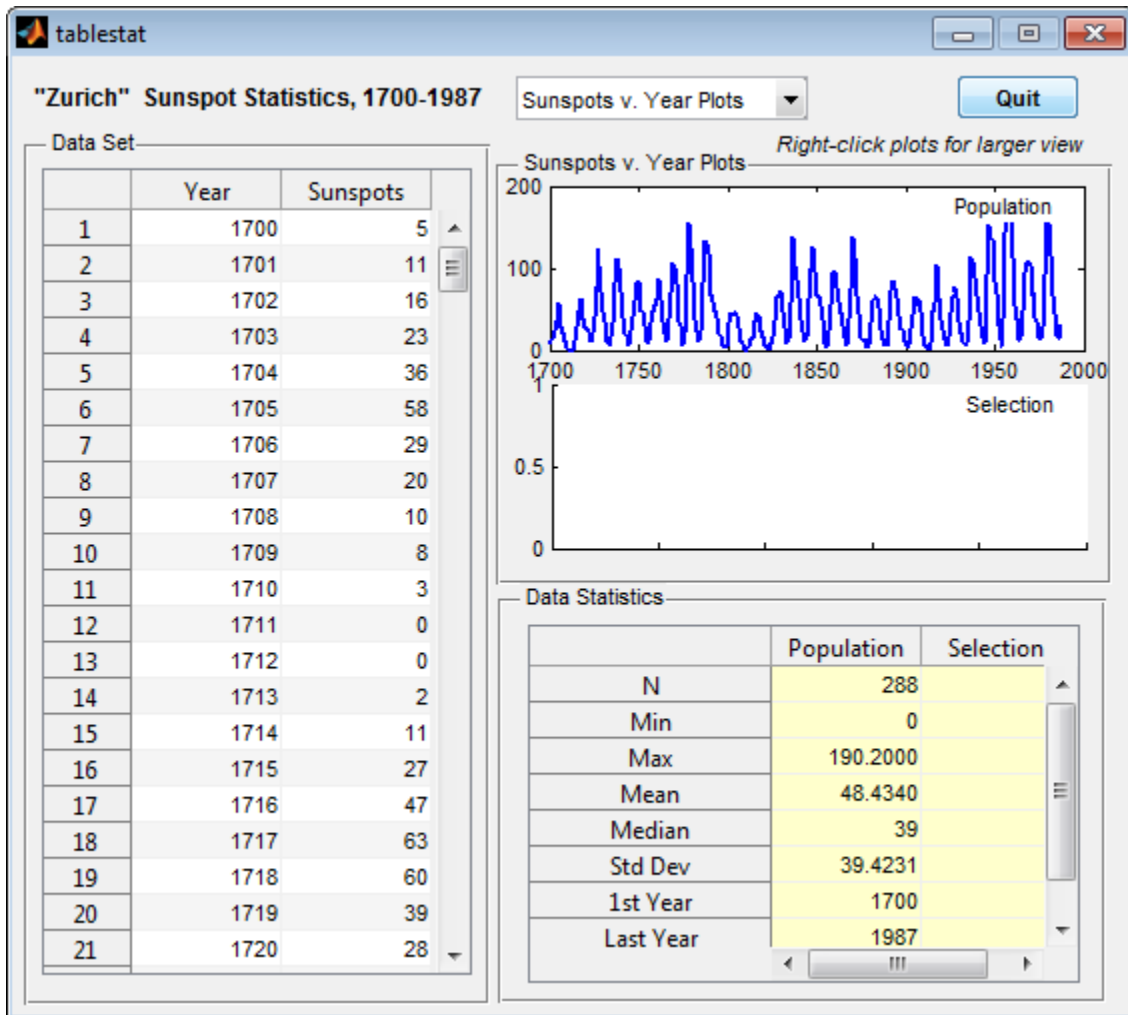 tablestat
"Zurich" Sunspot Statistics, 1700-1987
Sunspots v. Year Plots
Quit
Right-click plots for larger view
Data Set
Year Sunspots
1 1700 5
2 1701 11
3 1702 16
4 1703 23
5 1704 36
6 1705 58
7 1706 29
8 1707 20
9 1708 10
10 1709 8
11 1710 3
12 1711 0
13 1712 0
14 1713 2
15 1714 11
16 1715 27
17 1716 47
18 1717 63
19 1718 60
20 1719 39
21 1720 28
Sunspots v. Year Plots
200
Population
100
0
1700 1750 1800 1850 1900 1950 2000
1
Selection
0.5
0
Data Statistics
Population Selection
N 288
Min 0
Max 190.2000
Mean 48.4340
Median 39
Std Dev 39.4231
1st Year 1700
Last Year 1987